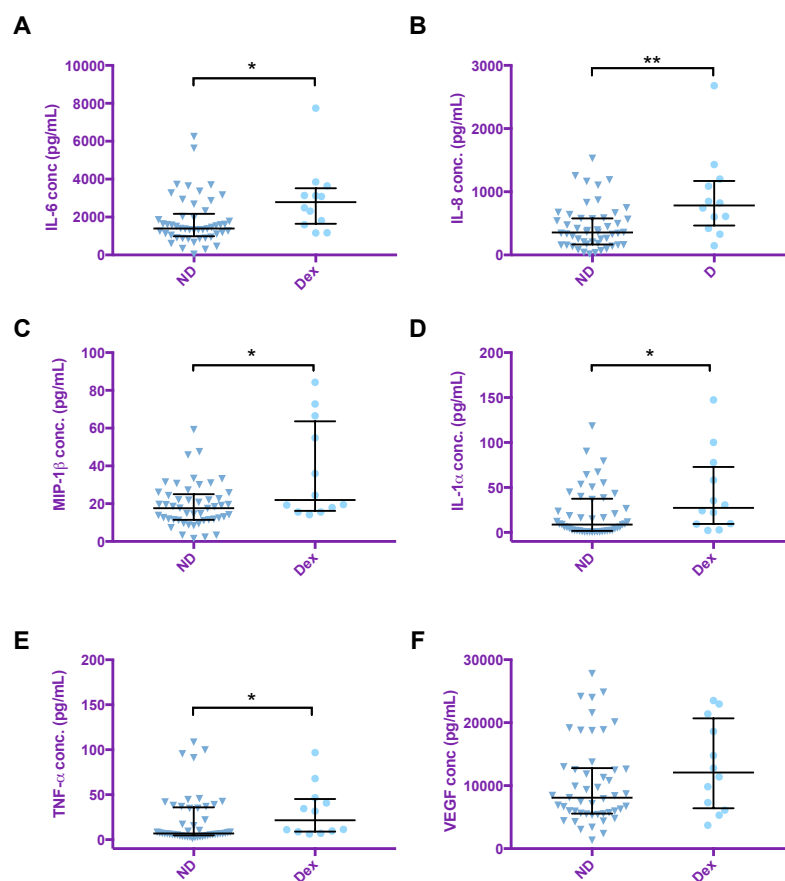 A
IL-6 conc (pg/mL)
10000
8000
6000
4000
2000
0
*
ND
Dex
B
IL-8 conc. (pg/mL)
3000
2000
1000
0
**
ND
D
C
MIP-1β conc. (pg/mL)
100
80
60
40
20
0
*
ND
Dex
D
IL-1α conc. (pg/mL)
200
150
100
50
0
*
ND
Dex
E
TNF-α conc. (pg/mL)
200
150
100
50
0
*
ND
Dex
F
VEGF conc (pg/mL)
30000
20000
10000
0
ND
Dex